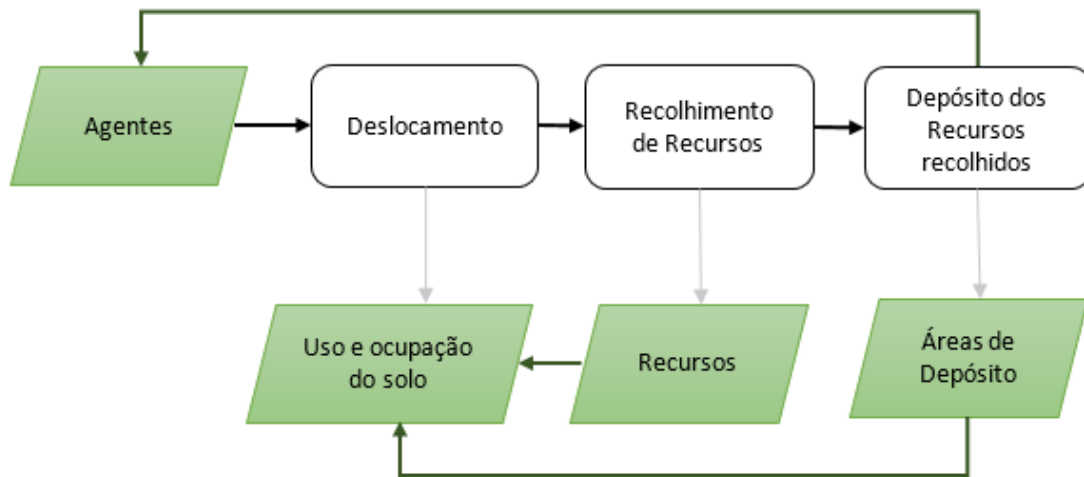 Agentes
Deslocamento
Recolhimento
de Recursos
Depósito dos
Recursos
recolhidos
Uso e ocupação
do solo
Recursos
Áreas de
Depósito